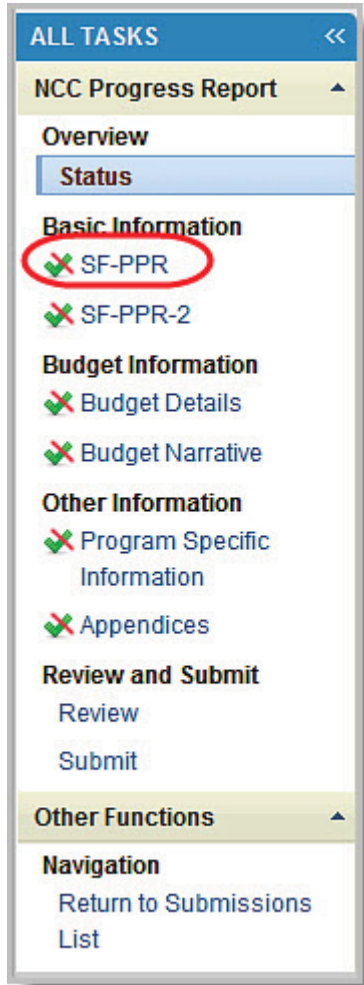 ALL TASKS
NCC Progress Report
Overview
Status
Basic Information
SF-PPR
SF-PPR-2
Budget Information
Budget Details
Budget Narrative
Other Information
Program Specific
Information
Appendices
Review and Submit
Review
Submit
Other Functions
Navigation
Return to Submissions
List